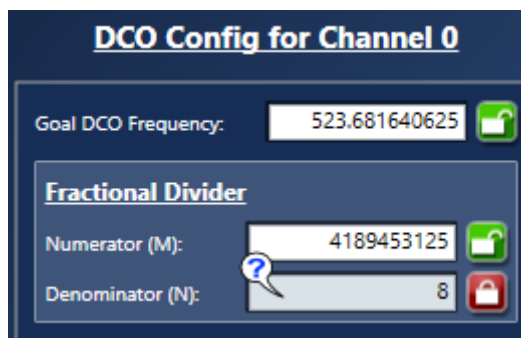 DCO Config for Channel 0
Goal DCO Frequency: 523.681640625
Fractional Divider
Numerator (M): 4189453125
?
Denominator (N): 8